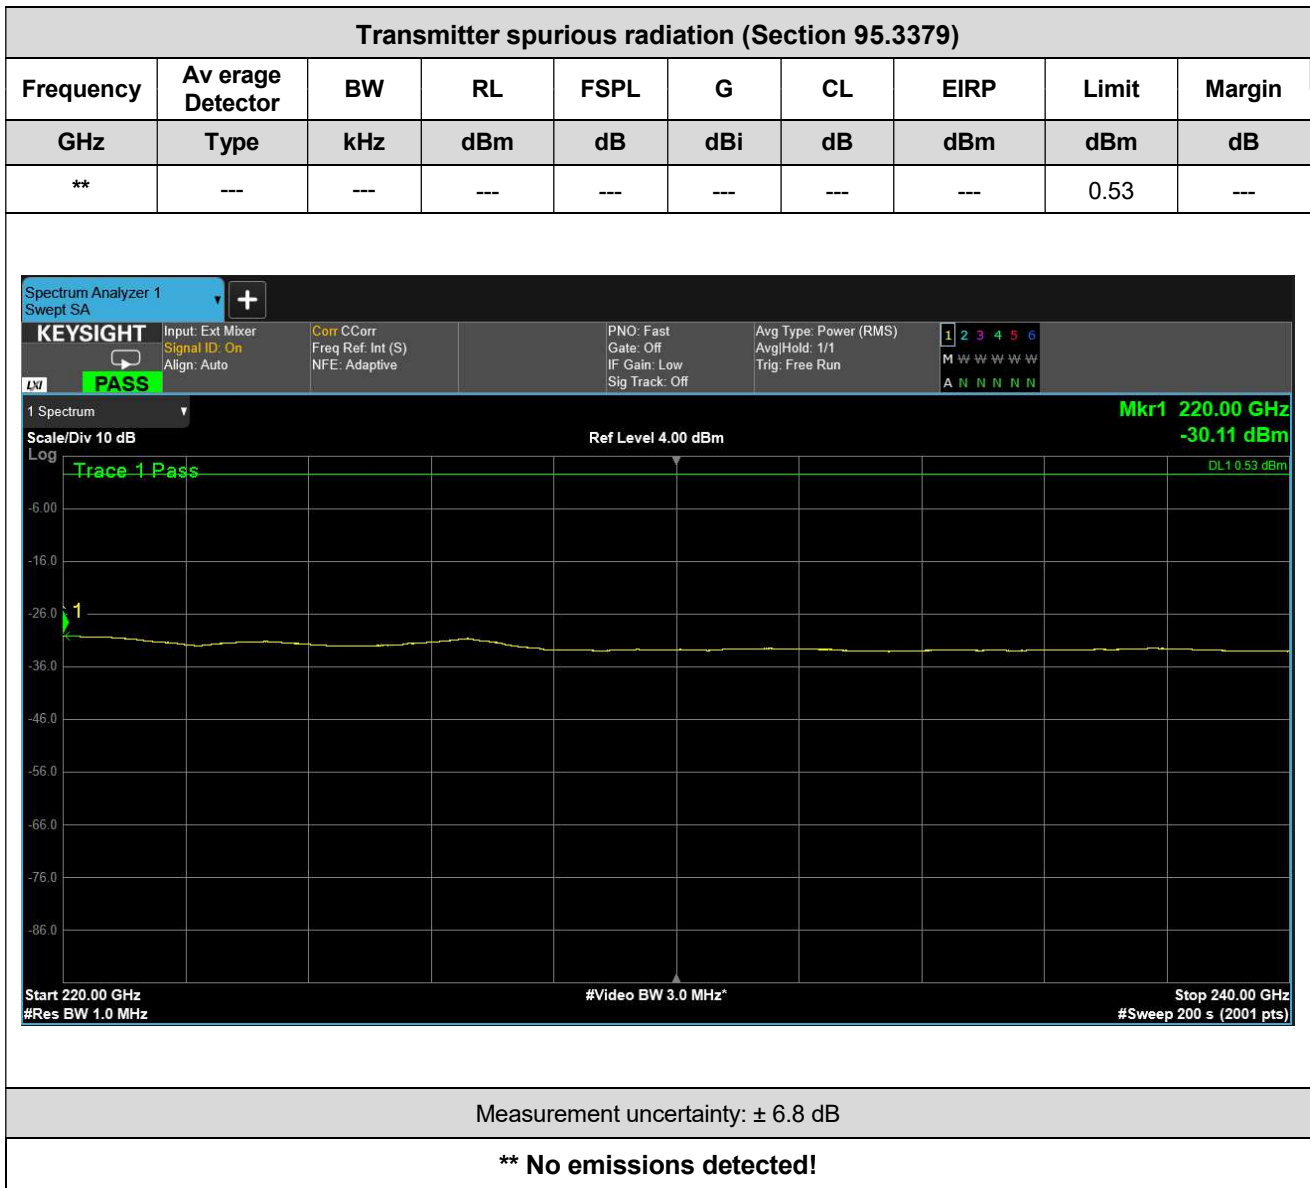 Transmitter spurious radiation (Section 95.3379)
Frequency Av erage Detector BW RL FSPL G CL EIRP Limit Margin
GHz Type kHz dBm dB dBi dB dBm dBm dB
** --- --- --- --- --- --- --- 0.53 ---
Spectrum Analyzer 1
Swept SA
+
KEYSIGHT Input: Ext Mixer Corr CCorr PNO: Fast Avg Type: Power (RMS) 1 2 3 4 5 6
Signal ID: On Freq Ref: Int (S) Gate: Off Avg|Hold: 1/1 M W W W W W
Align: Auto NFE: Adaptive IF Gain: Low Trig: Free Run
LXI PASS Sig Track: Off A N N N N N
1 Spectrum Mkr1 220.00 GHz
Scale/Div 10 dB Ref Level 4.00 dBm -30.11 dBm
Log
Trace 1 Pass DL1 0.53 dBm
-6.00
-16.0
-26.0 1
-36.0
-46.0
-56.0
-66.0
-76.0
-86.0
Start 220.00 GHz #Video BW 3.0 MHz* Stop 240.00 GHz
#Res BW 1.0 MHz #Sweep 200 s (2001 pts)
Measurement uncertainty: ± 6.8 dB
** No emissions detected!